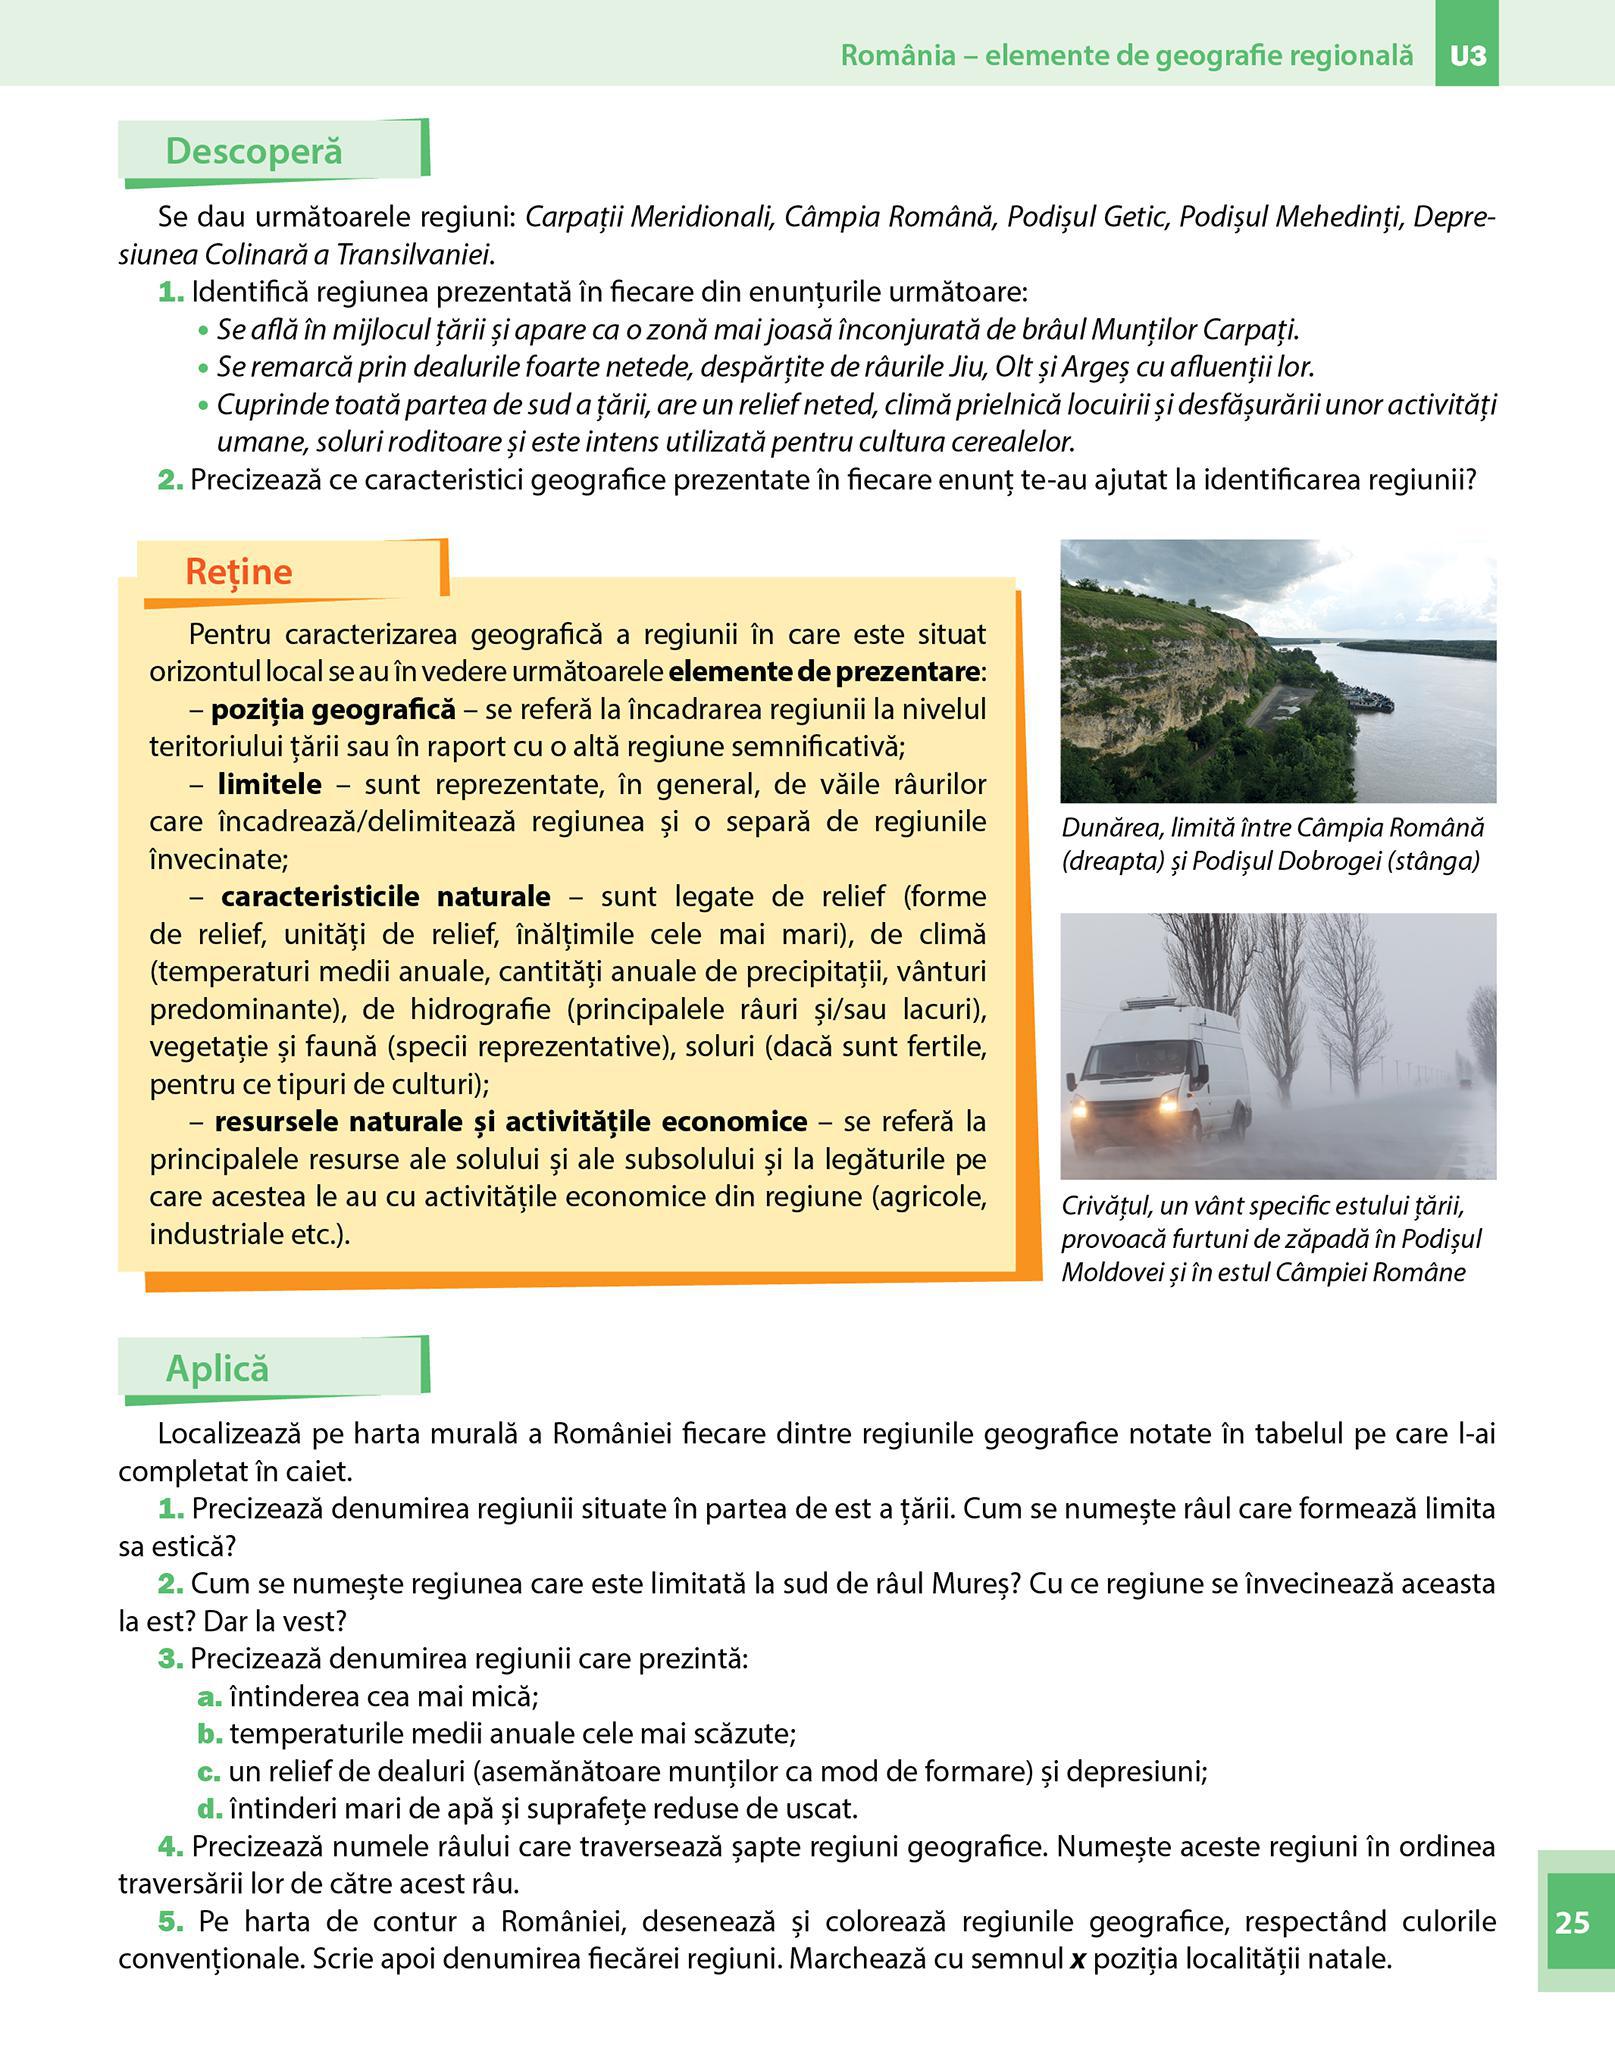 România – elemente de geografie regională U3
Descoperă
Se dau următoarele regiuni: Carpații Meridionali, Câmpia Română, Podișul Getic, Podișul Mehedinți, Depre-
siunea Colinară a Transilvaniei.
1. Identifică regiunea prezentată în fiecare din enunțurile următoare:
• Se află în mijlocul țării și apare ca o zonă mai joasă înconjurată de brâul Munților Carpați.
• Se remarcă prin dealurile foarte netede, despărțite de râurile Jiu, Olt și Argeș cu afluenții lor.
• Cuprinde toată partea de sud a țării, are un relief neted, climă prielnică locuirii și desfășurării unor activități
umane, soluri roditoare și este intens utilizată pentru cultura cerealelor.
2. Precizează ce caracteristici geografice prezentate în fiecare enunț te-au ajutat la identificarea regiunii?
Reține
Pentru caracterizarea geografică a regiunii în care este situat
orizontul local se au în vedere următoarele elemente de prezentare:
– poziția geografică – se referă la încadrarea regiunii la nivelul
teritoriului țării sau în raport cu o altă regiune semnificativă;
– limitele – sunt reprezentate, în general, de văile râurilor
care încadrează/delimitează regiunea și o separă de regiunile
învecinate;
– caracteristicile naturale – sunt legate de relief (forme
de relief, unități de relief, înălțimile cele mai mari), de climă
(temperaturi medii anuale, cantități anuale de precipitații, vânturi
predominante), de hidrografie (principalele râuri și/sau lacuri),
vegetație și faună (specii reprezentative), soluri (dacă sunt fertile,
pentru ce tipuri de culturi);
– resursele naturale și activitățile economice – se referă la
principalele resurse ale solului și ale subsolului și la legăturile pe
care acestea le au cu activitățile economice din regiune (agricole,
industriale etc.).
Dunărea, limită între Câmpia Română
(dreapta) și Podișul Dobrogei (stânga)
Crivățul, un vânt specific estului țării,
provoacă furtuni de zăpadă în Podișul
Moldovei și în estul Câmpiei Române
Aplică
Localizează pe harta murală a României fiecare dintre regiunile geografice notate în tabelul pe care l-ai
completat în caiet.
1. Precizează denumirea regiunii situate în partea de est a țării. Cum se numește râul care formează limita
sa estică?
2. Cum se numește regiunea care este limitată la sud de râul Mureș? Cu ce regiune se învecinează aceasta
la est? Dar la vest?
3. Precizează denumirea regiunii care prezintă:
a. întinderea cea mai mică;
b. temperaturile medii anuale cele mai scăzute;
c. un relief de dealuri (asemănătoare munților ca mod de formare) și depresiuni;
d. întinderi mari de apă și suprafețe reduse de uscat.
4. Precizează numele râului care traversează șapte regiuni geografice. Numește aceste regiuni în ordinea
traversării lor de către acest râu.
5. Pe harta de contur a României, desenează și colorează regiunile geografice, respectând culorile
convenționale. Scrie apoi denumirea fiecărei regiuni. Marchează cu semnul x poziția localității natale.
25